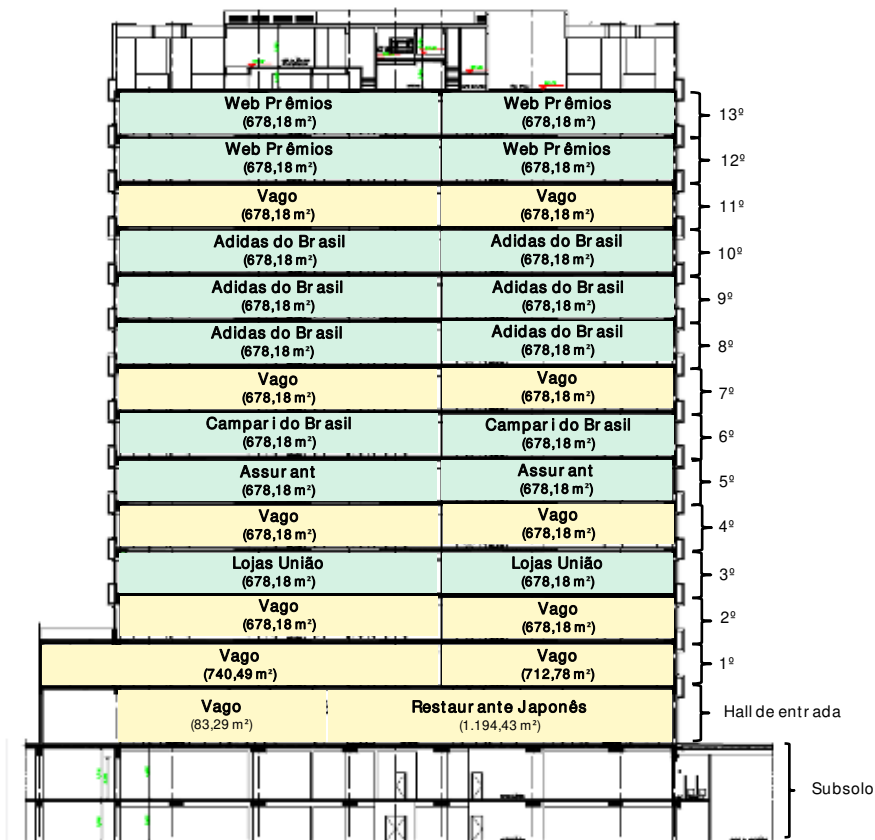 Web Prêmios
(678,18 m²)
Web Prêmios
(678,18 m²)
13º
Web Prêmios
(678,18 m²)
Web Prêmios
(678,18 m²)
12º
Vago
(678,18 m²)
Vago
(678,18 m²)
11º
Adidas do Brasil
(678,18 m²)
Adidas do Brasil
(678,18 m²)
10º
Adidas do Brasil
(678,18 m²)
Adidas do Brasil
(678,18 m²)
9º
Adidas do Brasil
(678,18 m²)
Adidas do Brasil
(678,18 m²)
8º
Vago
(678,18 m²)
Vago
(678,18 m²)
7º
Campari do Brasil
(678,18 m²)
Campari do Brasil
(678,18 m²)
6º
Assurant
(678,18 m²)
Assurant
(678,18 m²)
5º
Vago
(678,18 m²)
Vago
(678,18 m²)
4º
Lojas União
(678,18 m²)
Lojas União
(678,18 m²)
3º
Vago
(678,18 m²)
Vago
(678,18 m²)
2º
Vago
(740,49 m²)
Vago
(712,78 m²)
1º
Vago
(83,29 m²)
Restaurante Japonês
(1.194,43 m²)
Hall de entrada
Subsolo